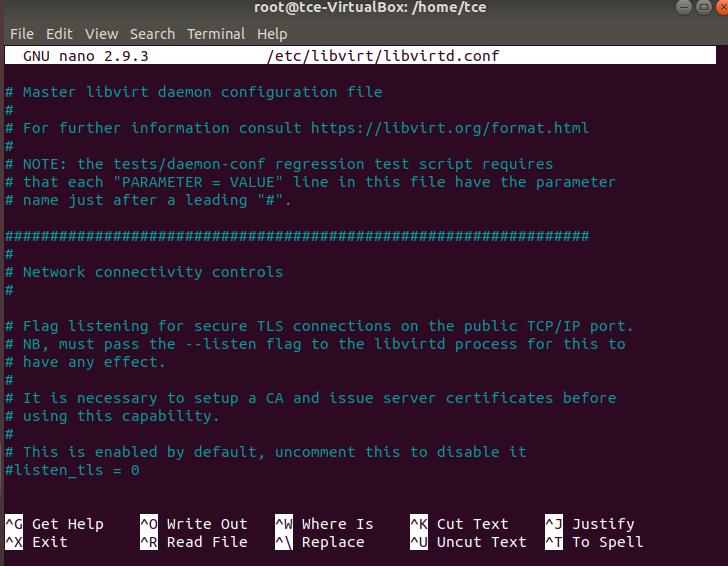 root@tce-VirtualBox: /home/tce
File Edit View Search Terminal Help
GNU nano 2.9.3 /etc/libvirt/libvirtd.conf
# Master libvirt daemon configuration file
#
# For further information consult https://libvirt.org/format.html
#
# NOTE: the tests/daemon-conf regression test script requires
# that each "PARAMETER = VALUE" line in this file have the parameter
# name just after a leading "#".
#################################################################
#
# Network connectivity controls
#
# Flag listening for secure TLS connections on the public TCP/IP port.
# NB, must pass the --listen flag to the libvirtd process for this to
# have any effect.
#
# It is necessary to setup a CA and issue server certificates before
# using this capability.
#
# This is enabled by default, uncomment this to disable it
#listen_tls = 0
^G Get Help ^O Write Out ^W Where Is ^K Cut Text ^J Justify
^X Exit ^R Read File ^\ Replace ^U Uncut Text ^T To Spell